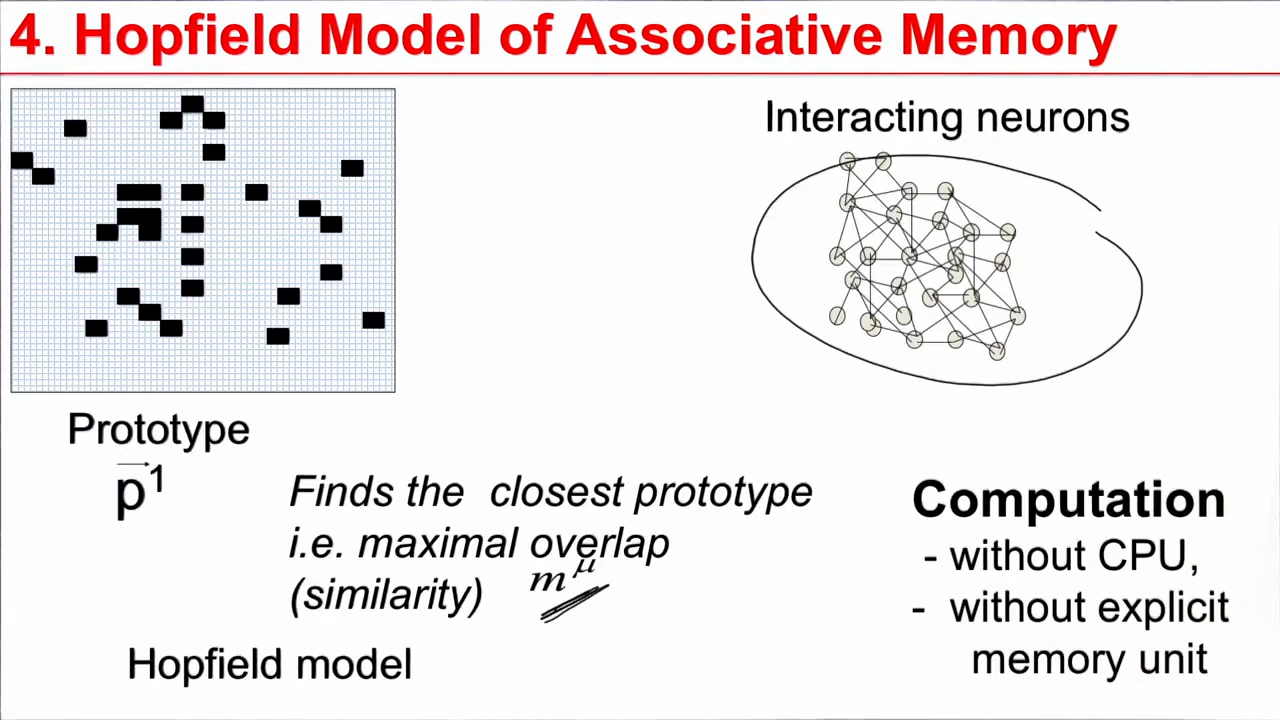 4. Hopfield Model of Associative Memory
Interacting neurons
Prototype
p¹
Finds the closest prototype
i.e. maximal overlap
(similarity) m^μ
Hopfield model
Computation
- without CPU,
- without explicit
memory unit